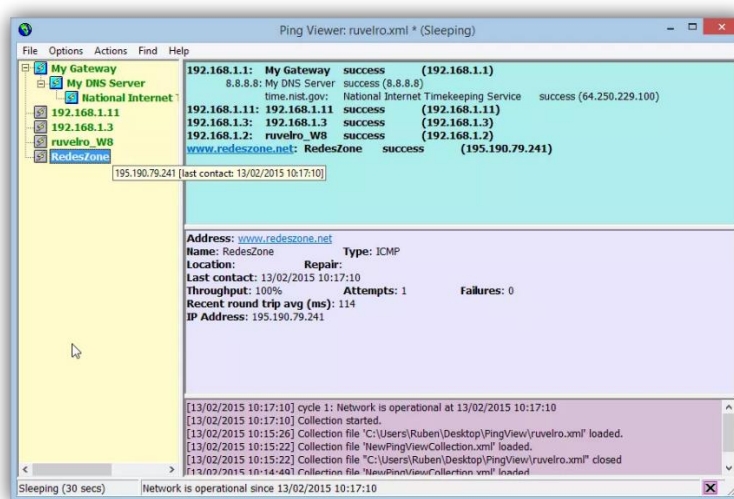 Ping Viewer: ruvelro.xml * (Sleeping)
File Options Actions Find Help
My Gateway
My DNS Server
National Internet
192.168.1.11
192.168.1.3
ruvelro_W8
RedesZone
195.190.79.241 [last contact: 13/02/2015 10:17:10]
192.168.1.1: My Gateway success (192.168.1.1)
8.8.8.8: My DNS Server success (8.8.8.8)
time.nist.gov: National Internet Timekeeping Service success (64.250.229.100)
192.168.1.11: 192.168.1.11 success (192.168.1.11)
192.168.1.3: 192.168.1.3 success (192.168.1.3)
192.168.1.2: ruvelro_W8 success (192.168.1.2)
www.redeszone.net: RedesZone success (195.190.79.241)
Address: www.redeszone.net
Name: RedesZone Type: ICMP
Location: Repair:
Last contact: 13/02/2015 10:17:10
Throughput: 100% Attempts: 1 Failures: 0
Recent round trip avg (ms): 114
IP Address: 195.190.79.241
[13/02/2015 10:17:10] cycle 1: Network is operational at 13/02/2015 10:17:10
[13/02/2015 10:17:10] Collection started.
[13/02/2015 10:15:26] Collection file 'C:\Users\Ruben\Desktop\PingView\ruvelro.xml' loaded.
[13/02/2015 10:15:22] Collection file 'NewPingViewCollection.xml' loaded.
[13/02/2015 10:15:22] Collection file "C:\Users\Ruben\Desktop\PingView\ruvelro.xml" closed
[13/02/2015 10:14:49] Collection file 'NewPingViewCollection.xml' loaded
Sleeping (30 secs) Network is operational since 13/02/2015 10:17:10